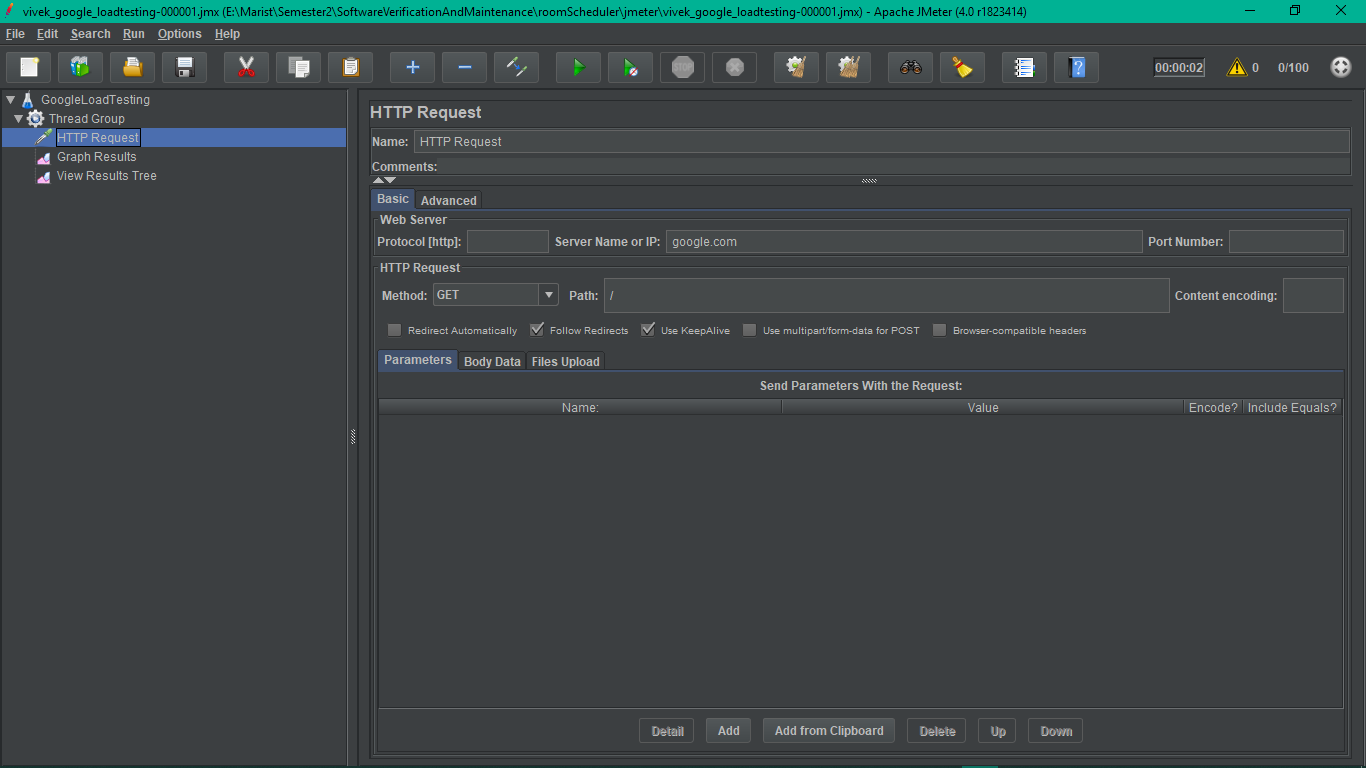 vivek_google_loadtesting-000001.jmx (E:\Marist\Semester2\SoftwareVerificationAndMaintenance\roomScheduler\jmeter\vivek_google_loadtesting-000001.jmx) - Apache JMeter (4.0 r1823414)
File Edit Search Run Options Help
STOP 00:00:02 0 0/100
GoogleLoadTesting
Thread Group
HTTP Request
Graph Results
View Results Tree
HTTP Request
Name: HTTP Request
Comments:
Basic Advanced
Web Server
Protocol [http]: Server Name or IP: google.com Port Number:
HTTP Request
Method: GET Path: / Content encoding:
Redirect Automatically Follow Redirects Use KeepAlive Use multipart/form-data for POST Browser-compatible headers
Parameters Body Data Files Upload
Send Parameters With the Request:
Name: Value Encode? Include Equals?
Detail Add Add from Clipboard Delete Up Down